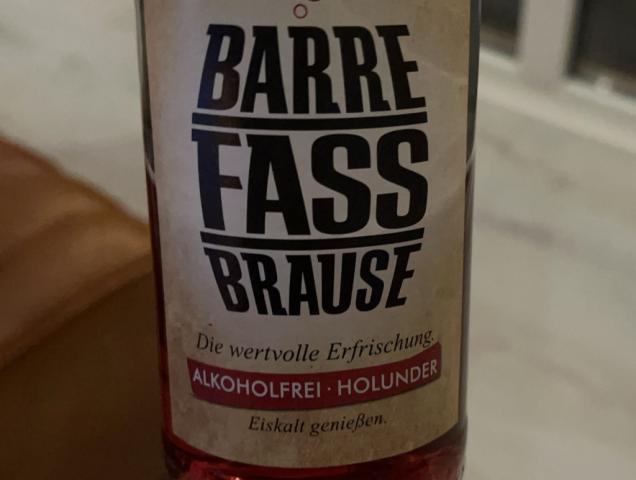 BARRE
FASS
BRAUSE
Die wertvolle Erfrischung.
ALKOHOLFREI · HOLUNDER
Eiskalt genießen.